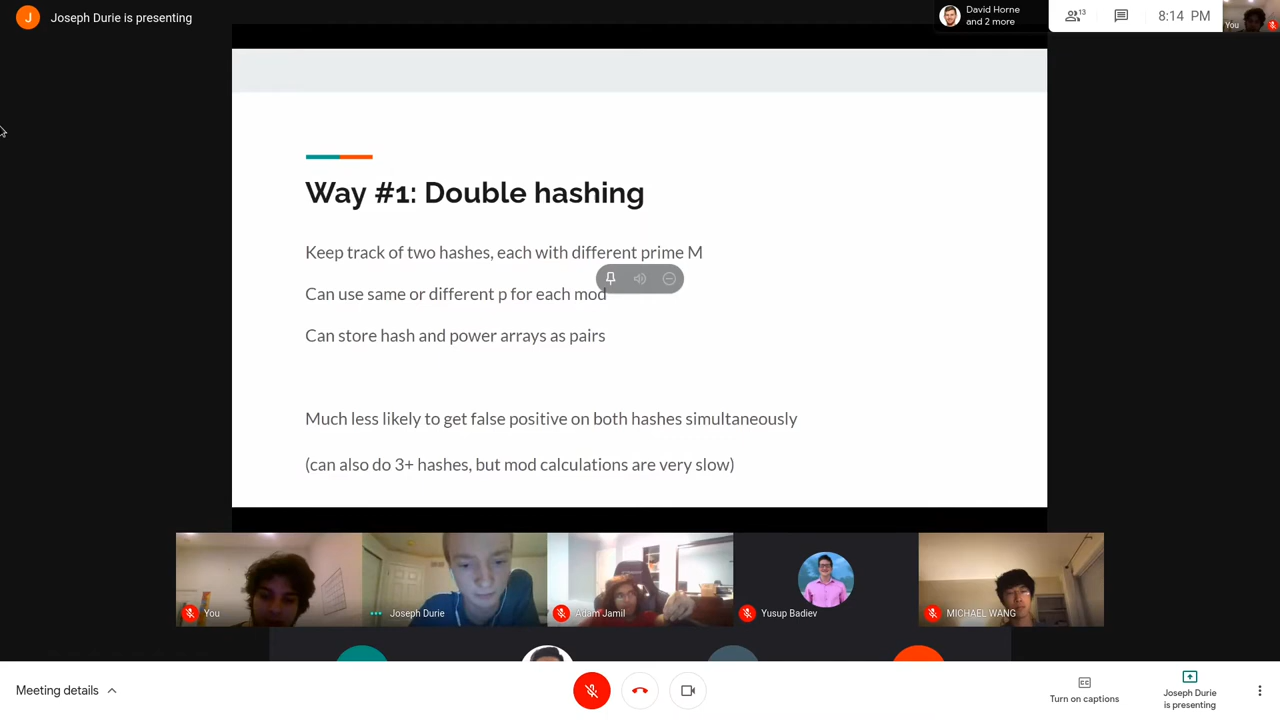 J
Joseph Durie is presenting
David Horne
and 2 more
13
8:14 PM
You
Way #1: Double hashing
Keep track of two hashes, each with different prime M
Can use same or different p for each mod
Can store hash and power arrays as pairs
Much less likely to get false positive on both hashes simultaneously
(can also do 3+ hashes, but mod calculations are very slow)
You
Joseph Durie
Adam Jamil
Yusup Badiev
MICHAEL WANG
Meeting details
CC
Turn on captions
Joseph Durie
is presenting